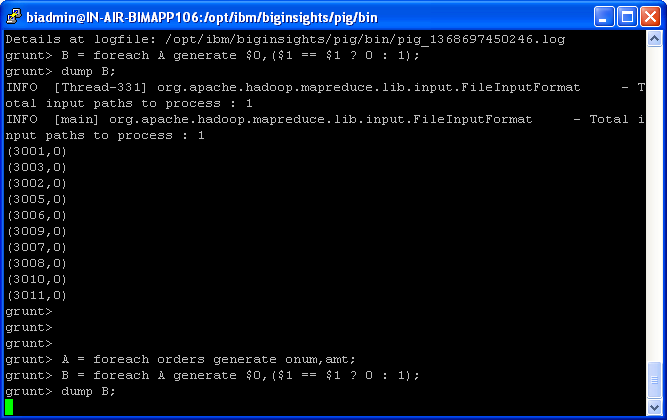 biadmin@IN-AIR-BIMAPP106:/opt/ibm/biginsights/pig/bin
Details at logfile: /opt/ibm/biginsights/pig/bin/pig_1368697450246.log
grunt> B = foreach A generate $0,($1 == $1 ? 0 : 1);
grunt> dump B;
INFO  [Thread-331] org.apache.hadoop.mapreduce.lib.input.FileInputFormat     - T
otal input paths to process : 1
INFO  [main] org.apache.hadoop.mapreduce.lib.input.FileInputFormat     - Total i
nput paths to process : 1
(3001,0)
(3003,0)
(3002,0)
(3005,0)
(3006,0)
(3009,0)
(3007,0)
(3008,0)
(3010,0)
(3011,0)
grunt>
grunt>
grunt>
grunt> A = foreach orders generate onum,amt;
grunt> B = foreach A generate $0,($1 == $1 ? 0 : 1);
grunt> dump B;